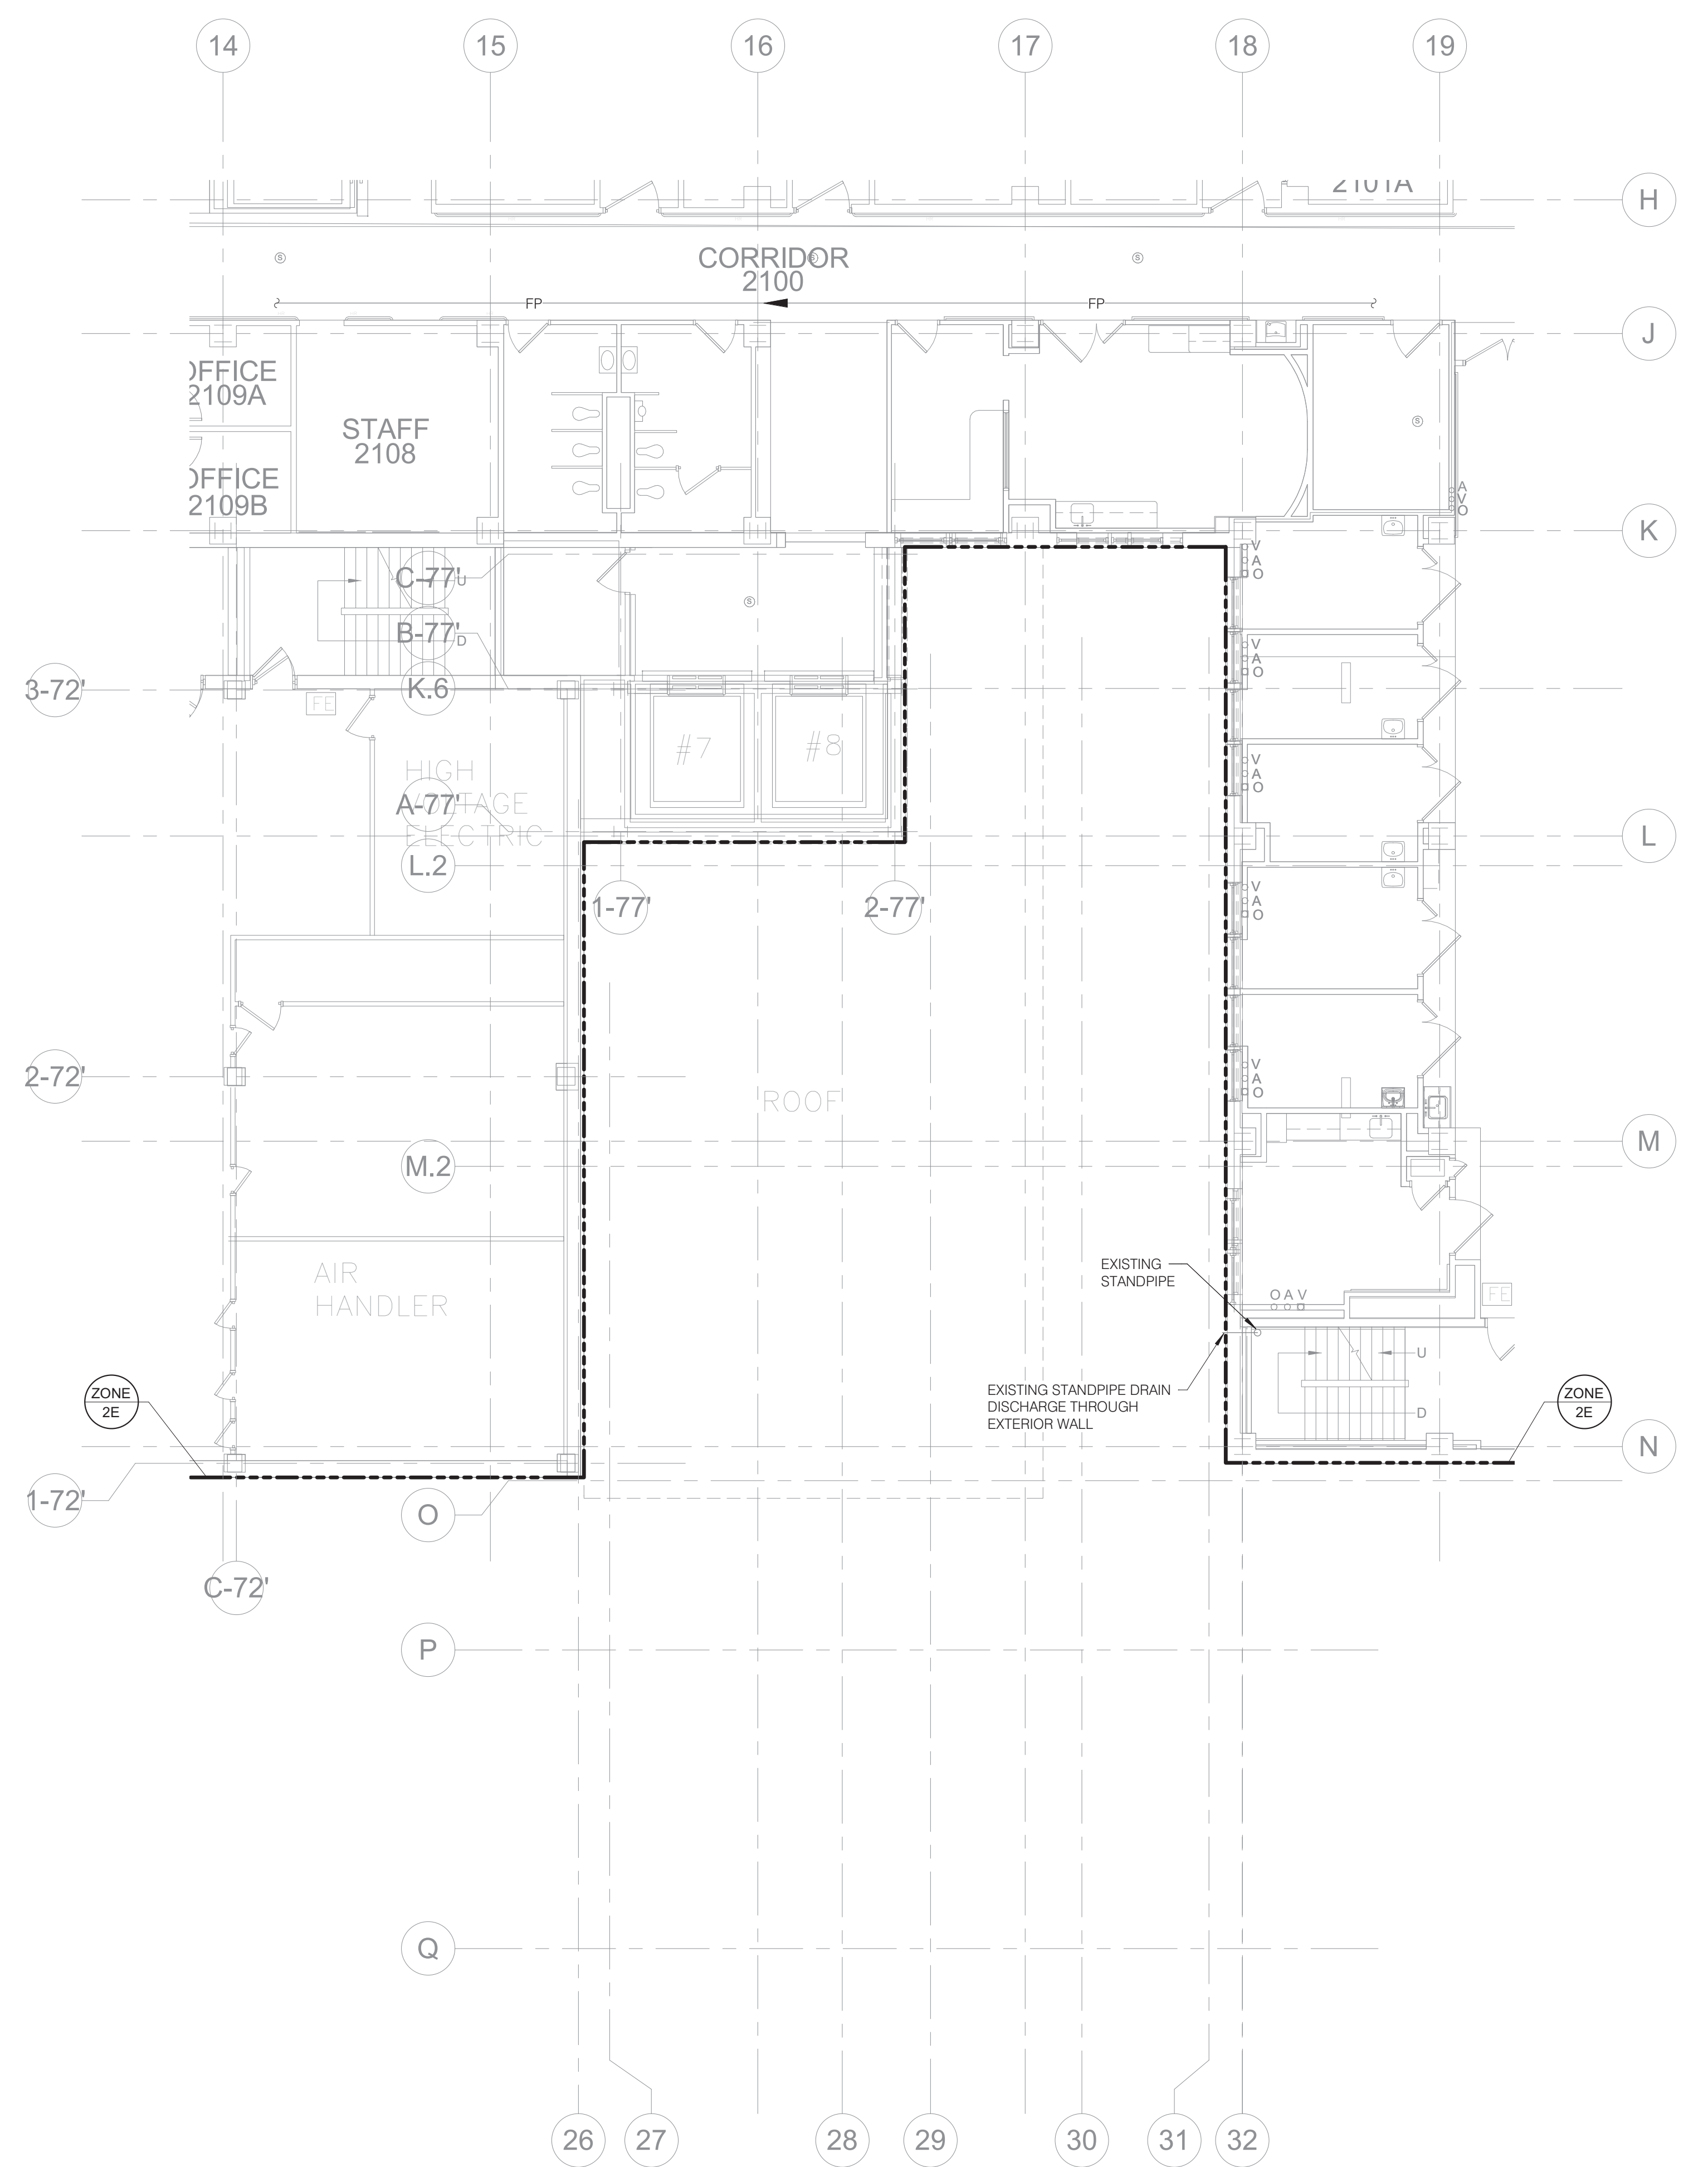 14
15
16
17
18
19
2101A
H
CORRIDOR
2100
S
S
S
FP
FP
J
OFFICE
2109A
STAFF
2108
S
OFFICE
2109B
A
V
O
K
C-77'
U
V
A
O
S
B-77'
D
V
A
O
3-72'
K.6
FE
#7
#8
V
A
O
HIGH
VOLTAGE
ELECTRIC
A-77'
L
L.2
1-77'
2-77'
V
A
O
2-72'
V
A
O
ROOF
M
M.2
EXISTING
STANDPIPE
AIR
HANDLER
O A V
FE
U
EXISTING STANDPIPE DRAIN
DISCHARGE THROUGH
EXTERIOR WALL
D
ZONE
2E
ZONE
2E
N
1-72'
O
C-72'
P
Q
26
27
28
29
30
31
32